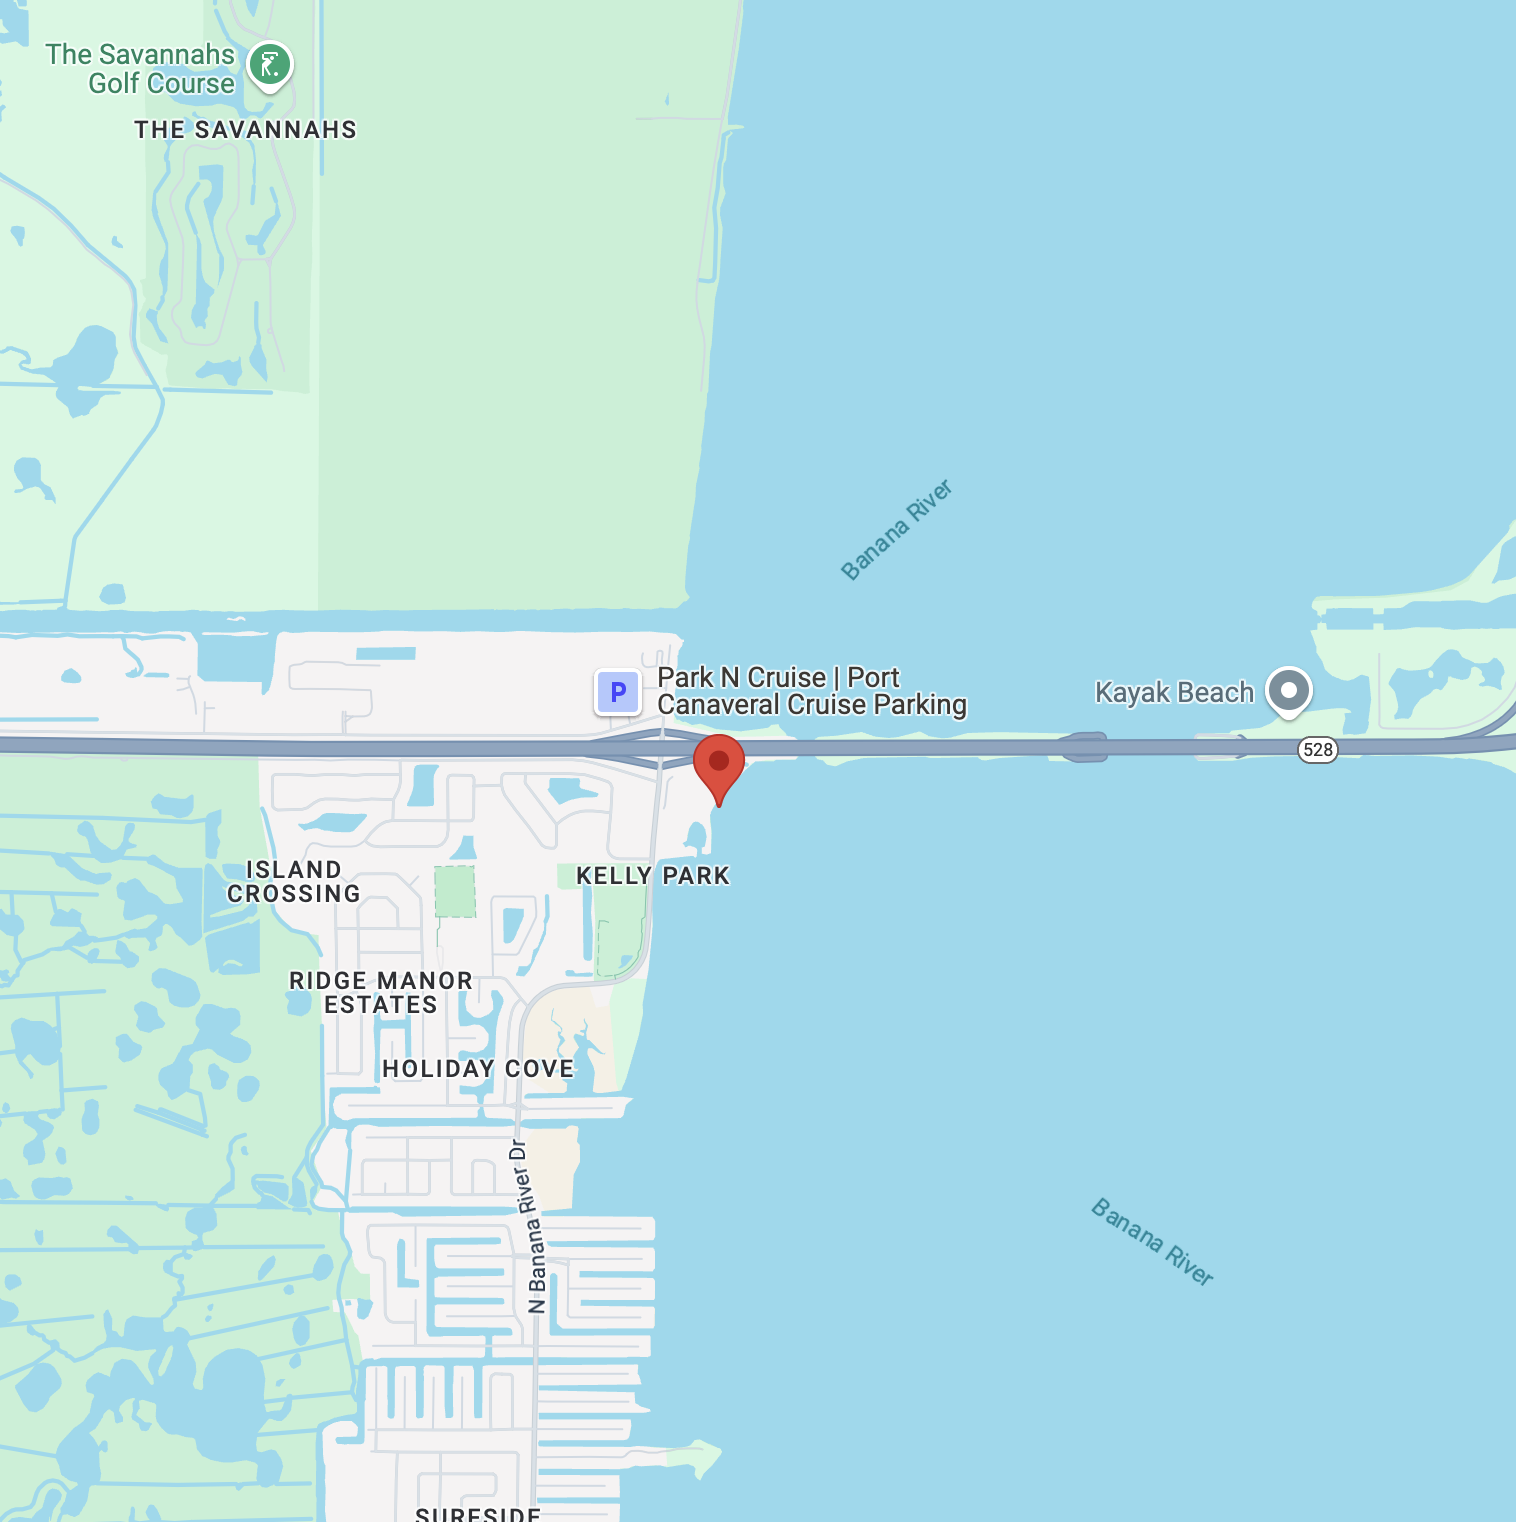 The Savannahs
Golf Course
THE SAVANNAHS
Banana River
Park N Cruise | Port
Canaveral Cruise Parking
P
Kayak Beach
528
ISLAND
CROSSING
KELLY PARK
RIDGE MANOR
ESTATES
HOLIDAY COVE
N Banana River Dr
Banana River
SURESIDE